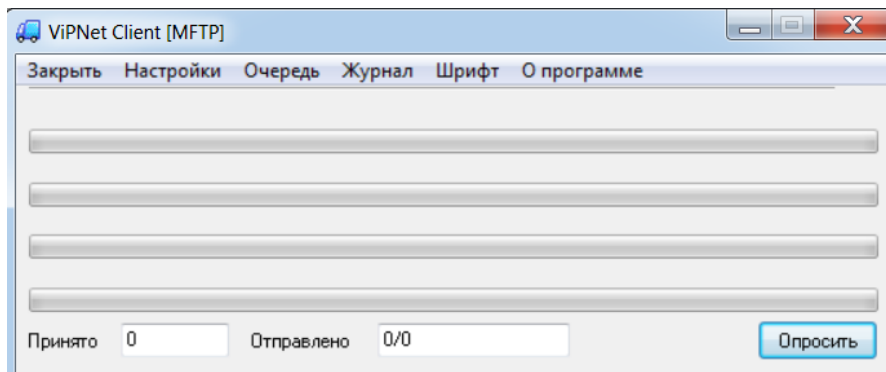 ViPNet Client [MFTP]
Закрыть Настройки Очередь Журнал Шрифт О программе
Принято 0 Отправлено 0/0 Опросить